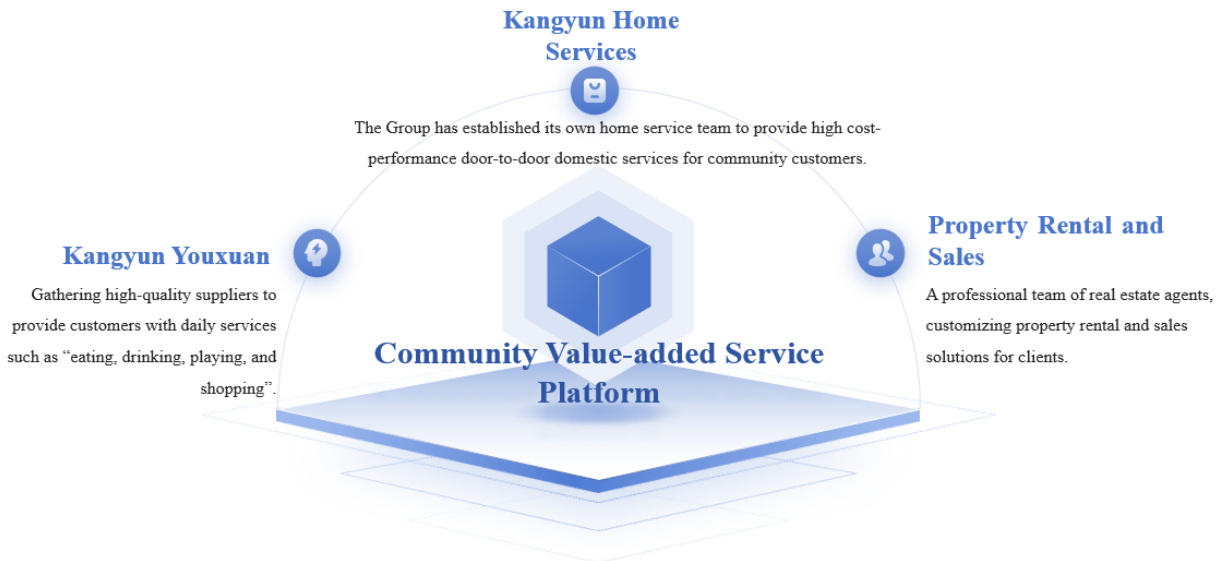 Kangyun Home
Services
The Group has established its own home service team to provide high cost-
performance door-to-door domestic services for community customers.
Kangyun Youxuan
Gathering high-quality suppliers to
provide customers with daily services
such as “eating, drinking, playing, and
shopping”.
Property Rental and
Sales
A professional team of real estate agents,
customizing property rental and sales
solutions for clients.
Community Value-added Service
Platform